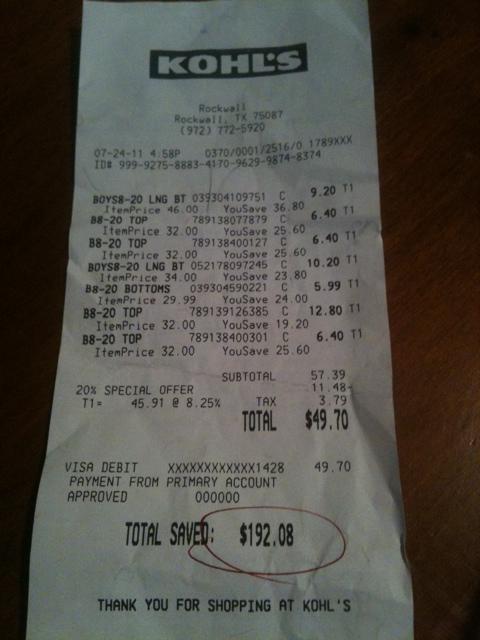 KOHL'S
Rockwall
Rockwall, TX 75087
(972) 772-5920
07-24-11 4:58P 0370/0001/2516/0 1789XXX
ID# 999-9275-8883-4170-9629-9874-8374
BOYS8-20 LNG BT 039304109751 C 9.20 T1
ItemPrice 46.00 YouSave 36.80
B8-20 TOP 789138077879 C 6.40 T1
ItemPrice 32.00 YouSave 25.60
B8-20 TOP 789138400127 C 6.40 T1
ItemPrice 32.00 YouSave 25.60
BOYS8-20 LNG BT 052178097245 C 10.20 T1
ItemPrice 34.00 YouSave 23.80
B8-20 BOTTOMS 039304590221 C 5.99 T1
ItemPrice 29.99 YouSave 24.00
B8-20 TOP 789139126385 C 12.80 T1
ItemPrice 32.00 YouSave 19.20
B8-20 TOP 789138400301 C 6.40 T1
ItemPrice 32.00 YouSave 25.60
SUBTOTAL 57.39
20% SPECIAL OFFER 11.48-
T1= 45.91 @ 8.25% TAX 3.79
TOTAL $49.70
VISA DEBIT XXXXXXXXXXXX1428 49.70
PAYMENT FROM PRIMARY ACCOUNT
APPROVED 000000
TOTAL SAVED: $192.08
THANK YOU FOR SHOPPING AT KOHL'S